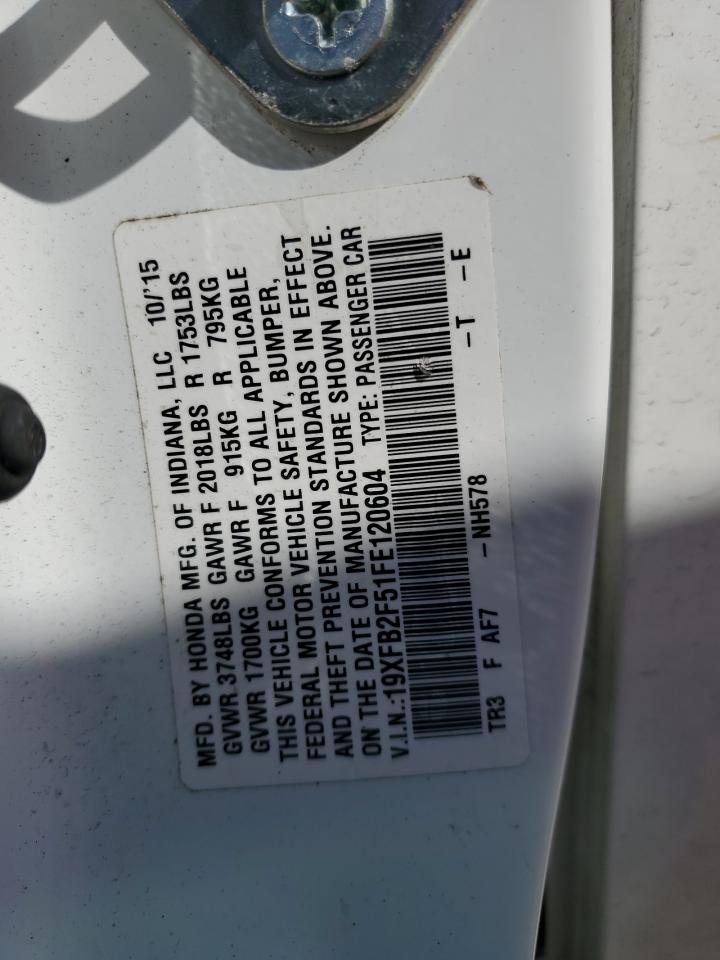 MFD. BY HONDA MFG. OF INDIANA, LLC 10/'15
GVWR 3748LBS GAWR F 2018LBS R 1753LBS
GVWR 1700KG GAWR F 915KG R 795KG
THIS VEHICLE CONFORMS TO ALL APPLICABLE
FEDERAL MOTOR VEHICLE SAFETY, BUMPER,
AND THEFT PREVENTION STANDARDS IN EFFECT
ON THE DATE OF MANUFACTURE SHOWN ABOVE.
V.I.N.:19XFB2F51FE120604 TYPE: PASSENGER CAR
TR3 F AF7 -NH578 -T -E